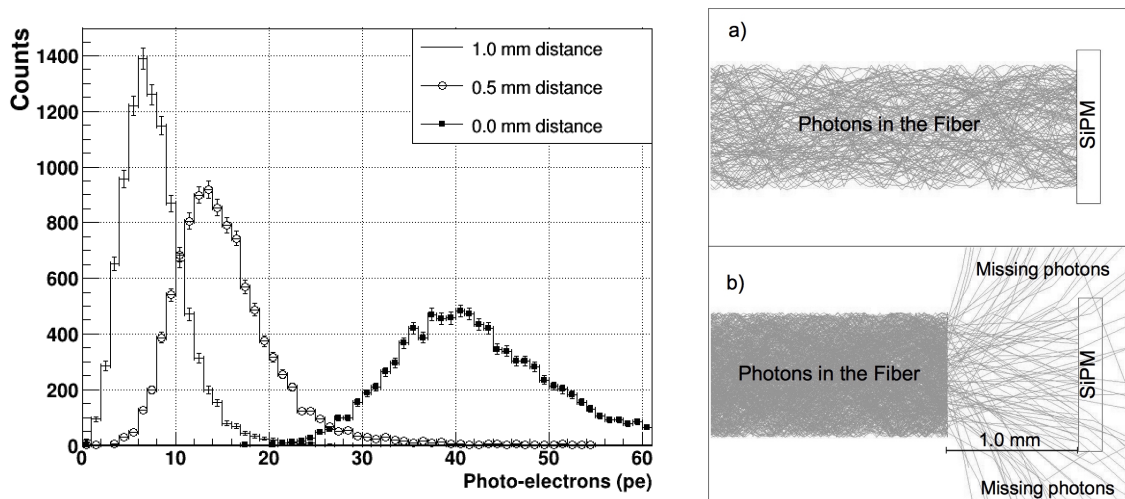 Counts
1400
1200
1000
800
600
400
200
0
0 10 20 30 40 50 60
Photo-electrons (pe)
1.0 mm distance
0.5 mm distance
0.0 mm distance
a)
Photons in the Fiber
SiPM
b)
Missing photons
Photons in the Fiber
SiPM
1.0 mm
Missing photons